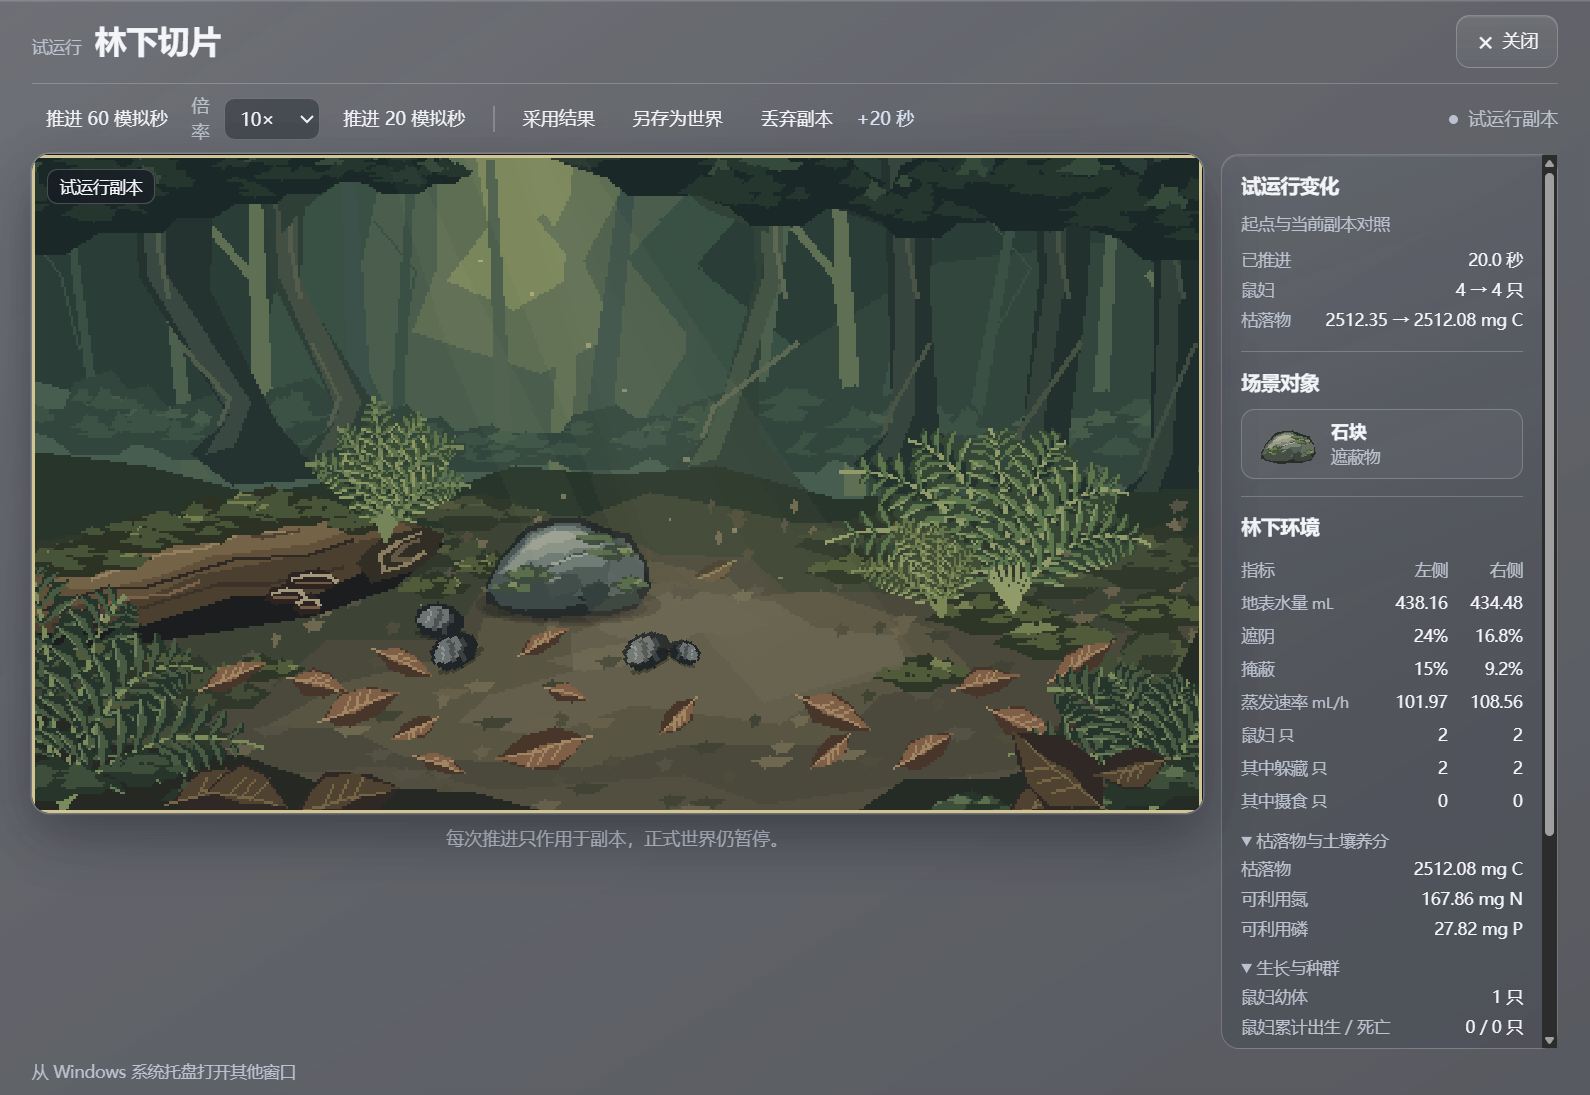 试运行 林下切片
× 关闭
推进 60 模拟秒 倍率 10× 推进 20 模拟秒 采用结果 另存为世界 丢弃副本 +20 秒 试运行副本
试运行副本
每次推进只作用于副本，正式世界仍暂停。
试运行变化
起点与当前副本对照
已推进 20.0 秒
鼠妇 4 → 4 只
枯落物 2512.35 → 2512.08 mg C
场景对象
石块
遮蔽物
林下环境
指标 左侧 右侧
地表水量 mL 438.16 434.48
遮阴 24% 16.8%
掩蔽 15% 9.2%
蒸发速率 mL/h 101.97 108.56
鼠妇 只 2 2
其中躲藏 只 2 2
其中摄食 只 0 0
▼ 枯落物与土壤养分
枯落物 2512.08 mg C
可利用氮 167.86 mg N
可利用磷 27.82 mg P
▼ 生长与种群
鼠妇幼体 1 只
鼠妇累计出生 / 死亡 0 / 0 只
从 Windows 系统托盘打开其他窗口